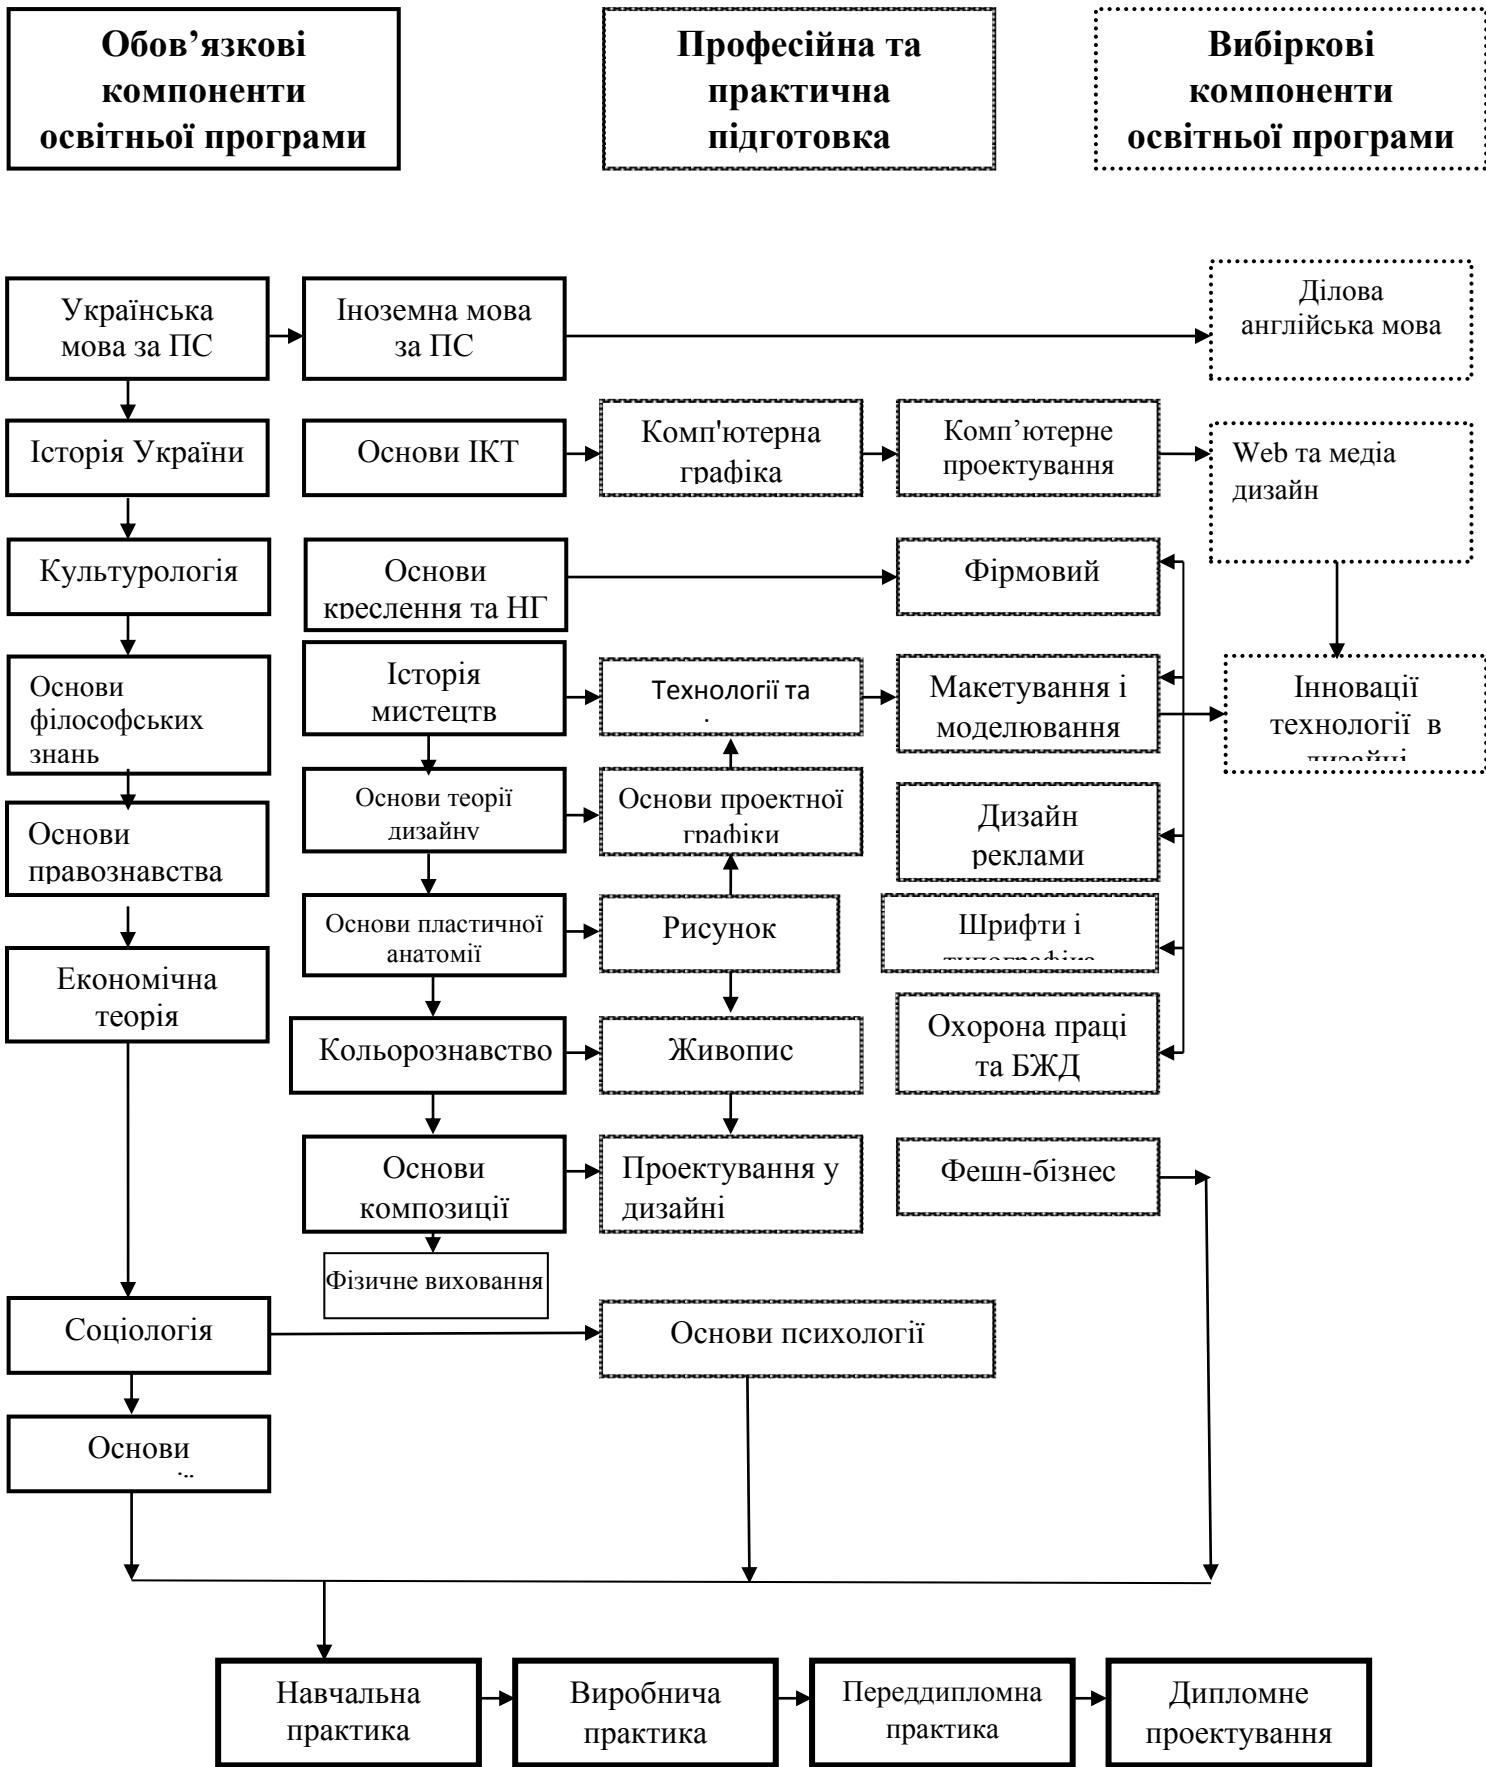 Обов’язкові
компоненти
освітньої програми
Професійна та
практична
підготовка
Вибіркові
компоненти
освітньої програми
Українська
мова за ПС
Іноземна мова
за ПС
Ділова
англійська мова
Історія України
Основи ІКТ
Комп'ютерна
графіка
Комп’ютерне
проектування
Web та медіа
дизайн
Культурологія
Основи
креслення та НГ
Фірмовий
Основи
філософських
знань
Історія
мистецтв
Технології та
Макетування і
моделювання
Інновації
технології в
дизайні
Основи
правознавства
Основи теорії
дизайну
Основи проектної
графіки
Дизайн
реклами
Економічна
теорія
Основи пластичної
анатомії
Рисунок
Шрифти і
типографіка
Кольорознавство
Живопис
Охорона праці
та БЖД
Основи
композиції
Проектування у
дизайні
Фешн-бізнес
Фізичне виховання
Соціологія
Основи психології
Основи
Навчальна
практика
Виробнича
практика
Переддипломна
практика
Дипломне
проектування